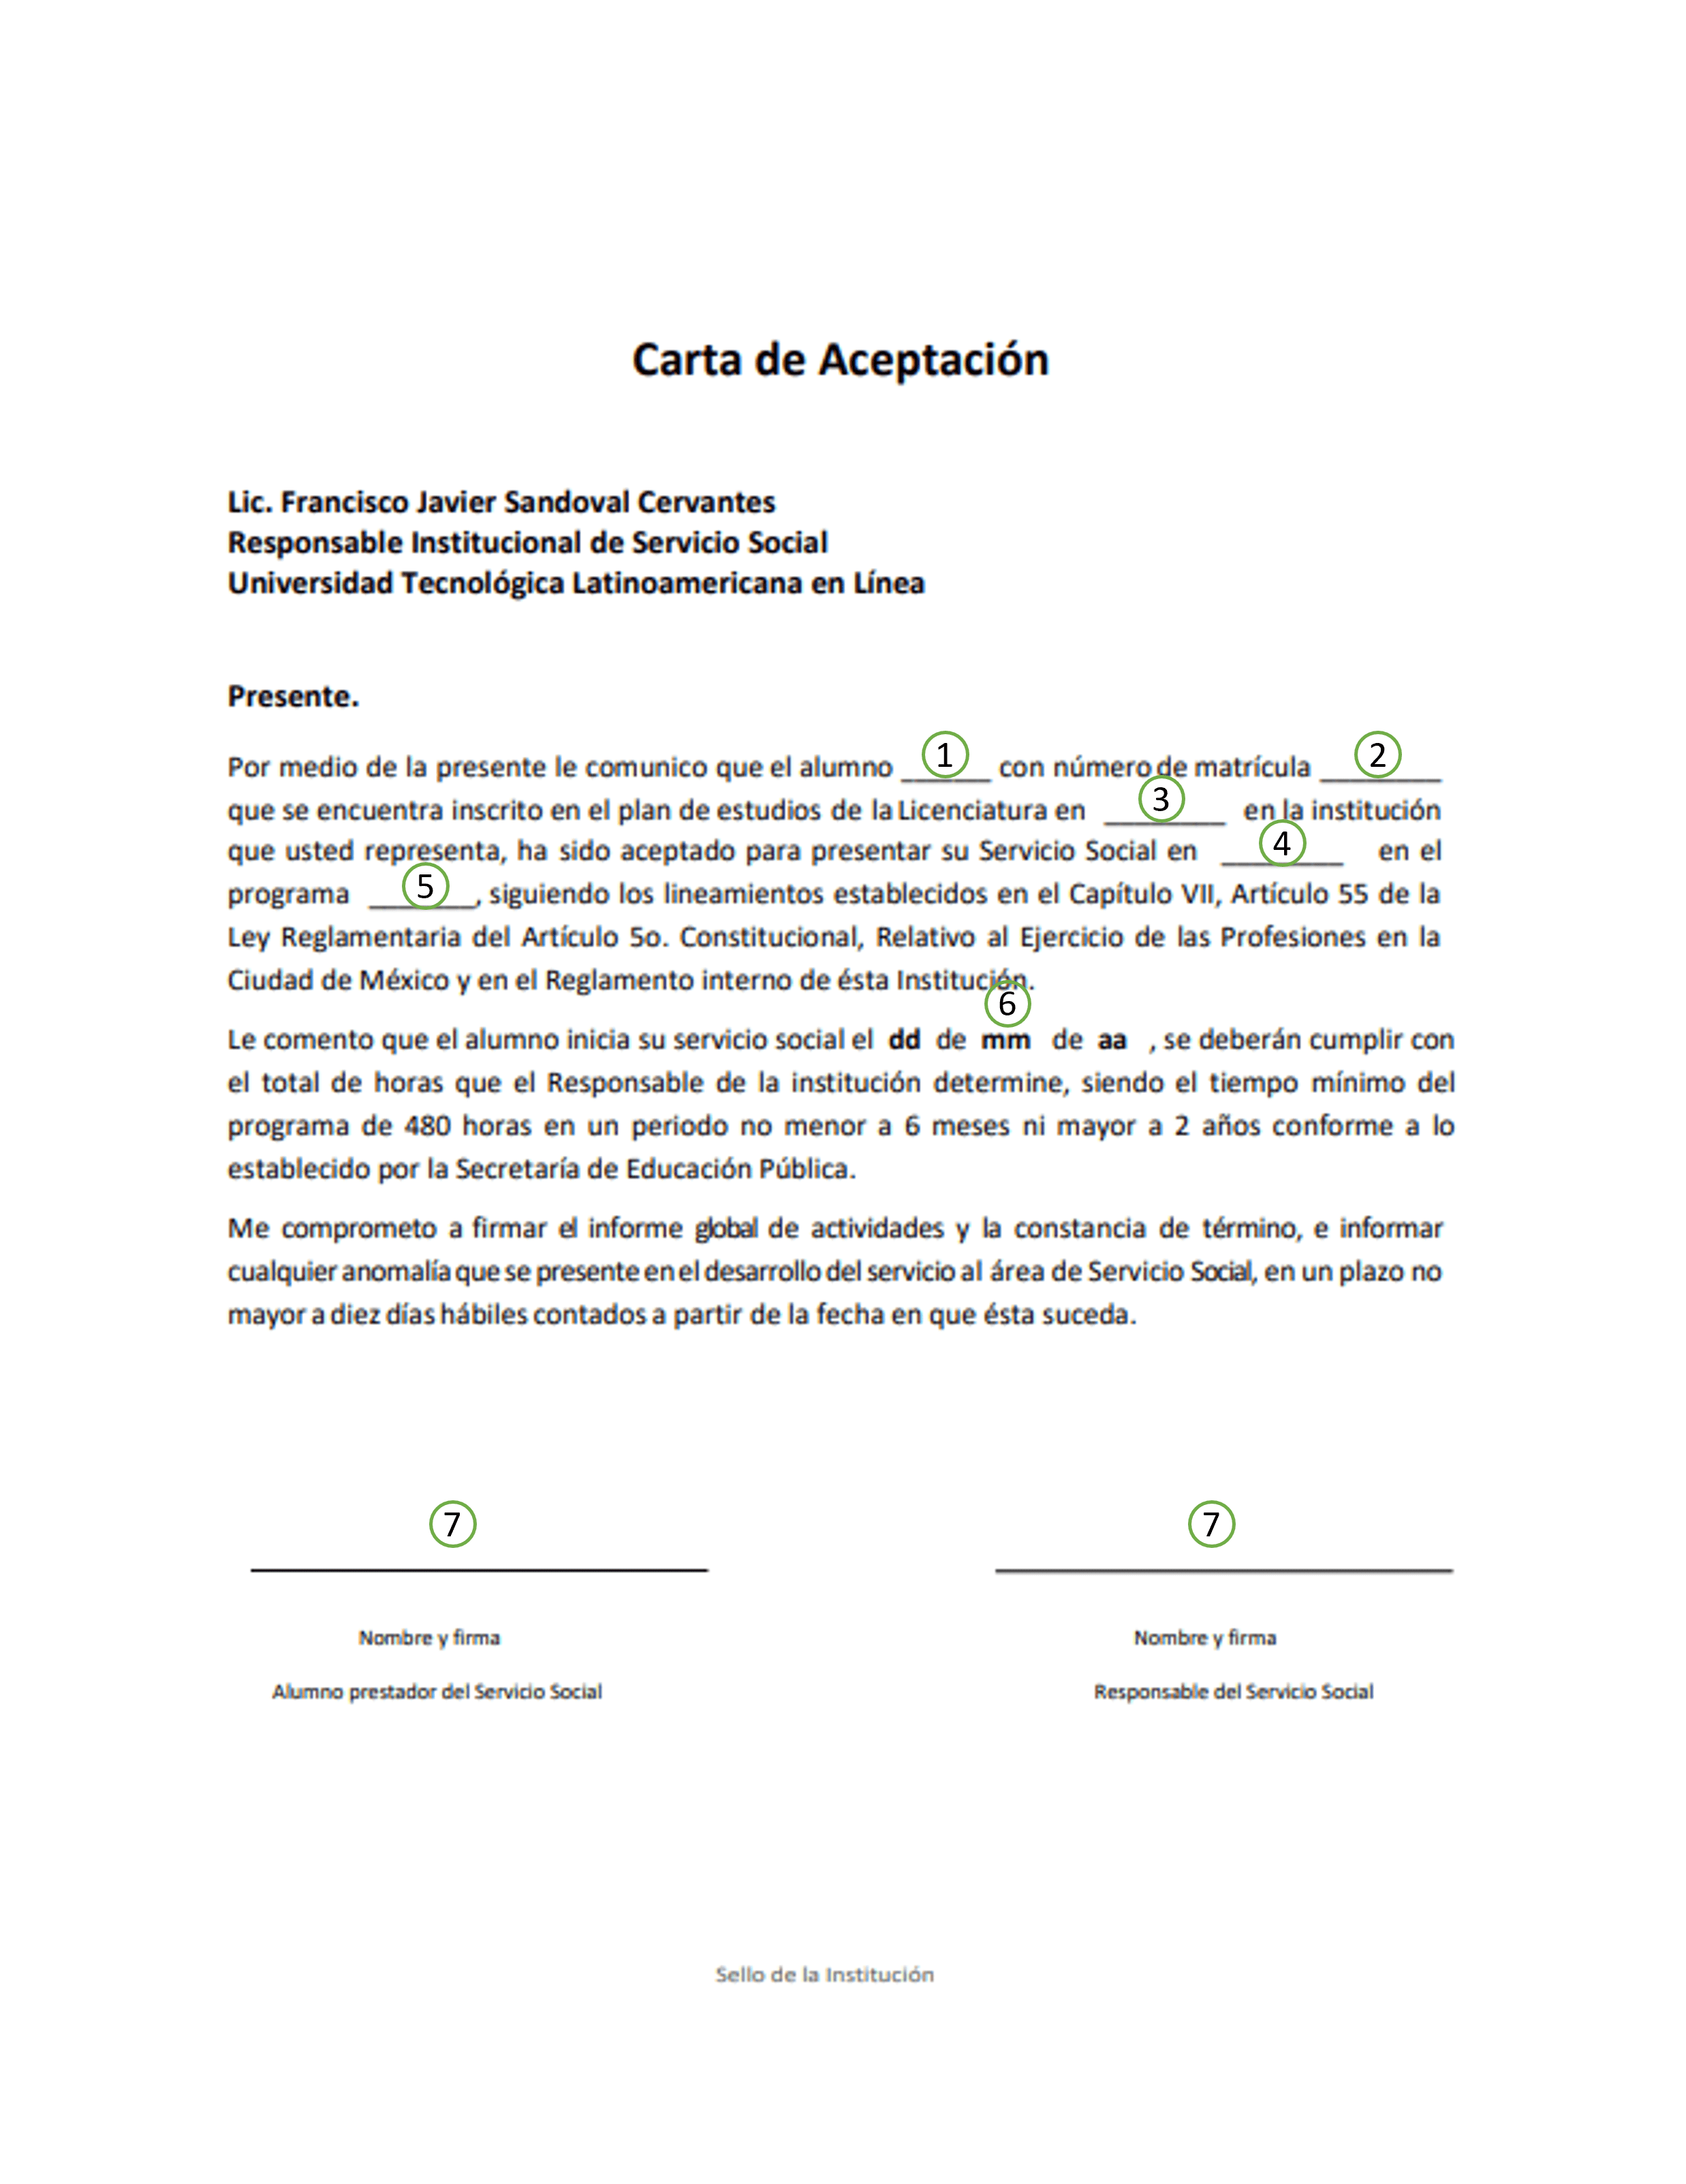 Carta de Aceptación
Lic. Francisco Javier Sandoval Cervantes
Responsable Institucional de Servicio Social
Universidad Tecnológica Latinoamericana en Línea
Presente.
Por medio de la presente le comunico que el alumno ______ 1 con número de matrícula ________ 2
que se encuentra inscrito en el plan de estudios de la Licenciatura en ________ 3 en la institución
que usted representa, ha sido aceptado para presentar su Servicio Social en ________ 4 en el
programa _______ 5, siguiendo los lineamientos establecidos en el Capítulo VII, Artículo 55 de la
Ley Reglamentaria del Artículo 5o. Constitucional, Relativo al Ejercicio de las Profesiones en la
Ciudad de México y en el Reglamento interno de ésta Institución.
6
Le comento que el alumno inicia su servicio social el dd de mm de aa , se deberán cumplir con
el total de horas que el Responsable de la institución determine, siendo el tiempo mínimo del
programa de 480 horas en un periodo no menor a 6 meses ni mayor a 2 años conforme a lo
establecido por la Secretaría de Educación Pública.
Me comprometo a firmar el informe global de actividades y la constancia de término, e informar
cualquier anomalía que se presente en el desarrollo del servicio al área de Servicio Social, en un plazo no
mayor a diez días hábiles contados a partir de la fecha en que ésta suceda.
7 7
Nombre y firma Nombre y firma
Alumno prestador del Servicio Social Responsable del Servicio Social
Sello de la Institución